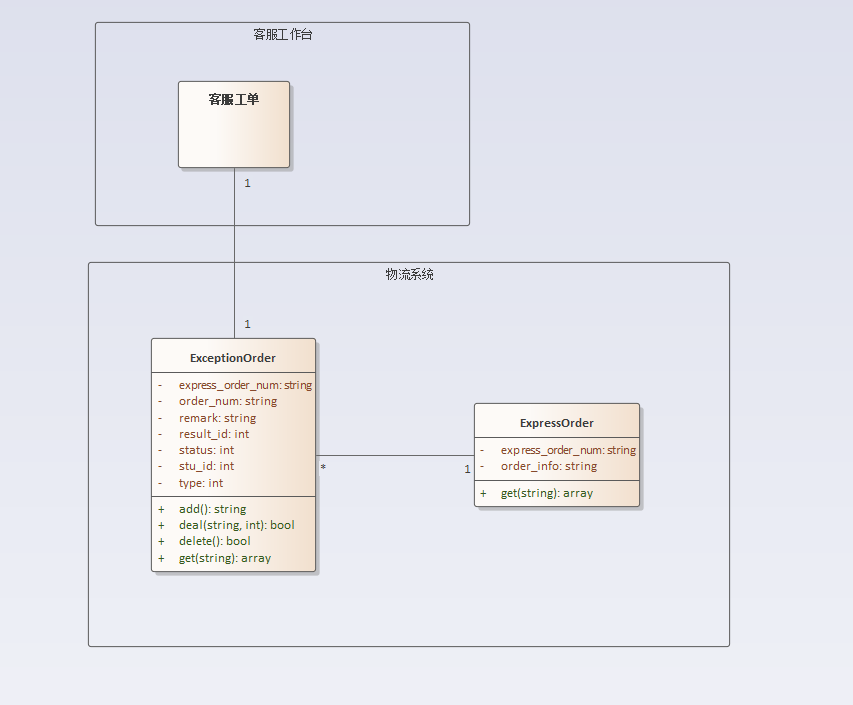 客服工作台
客服工单
1
物流系统
1
ExceptionOrder
- express_order_num: string
- order_num: string
- remark: string
- result_id: int
- status: int
- stu_id: int
- type: int
+ add(): string
+ deal(string, int): bool
+ delete(): bool
+ get(string): array
*
1
ExpressOrder
- express_order_num: string
- order_info: string
+ get(string): array